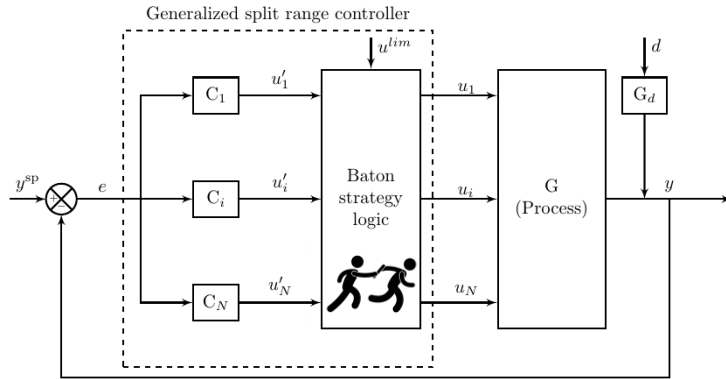 Generalized split range controller
u^{lim}
d
C_1
u'_1
u_1
G_d
y^{sp}
e
+
−
C_i
u'_i
Baton
strategy
logic
u_i
G
(Process)
y
C_N
u'_N
u_N